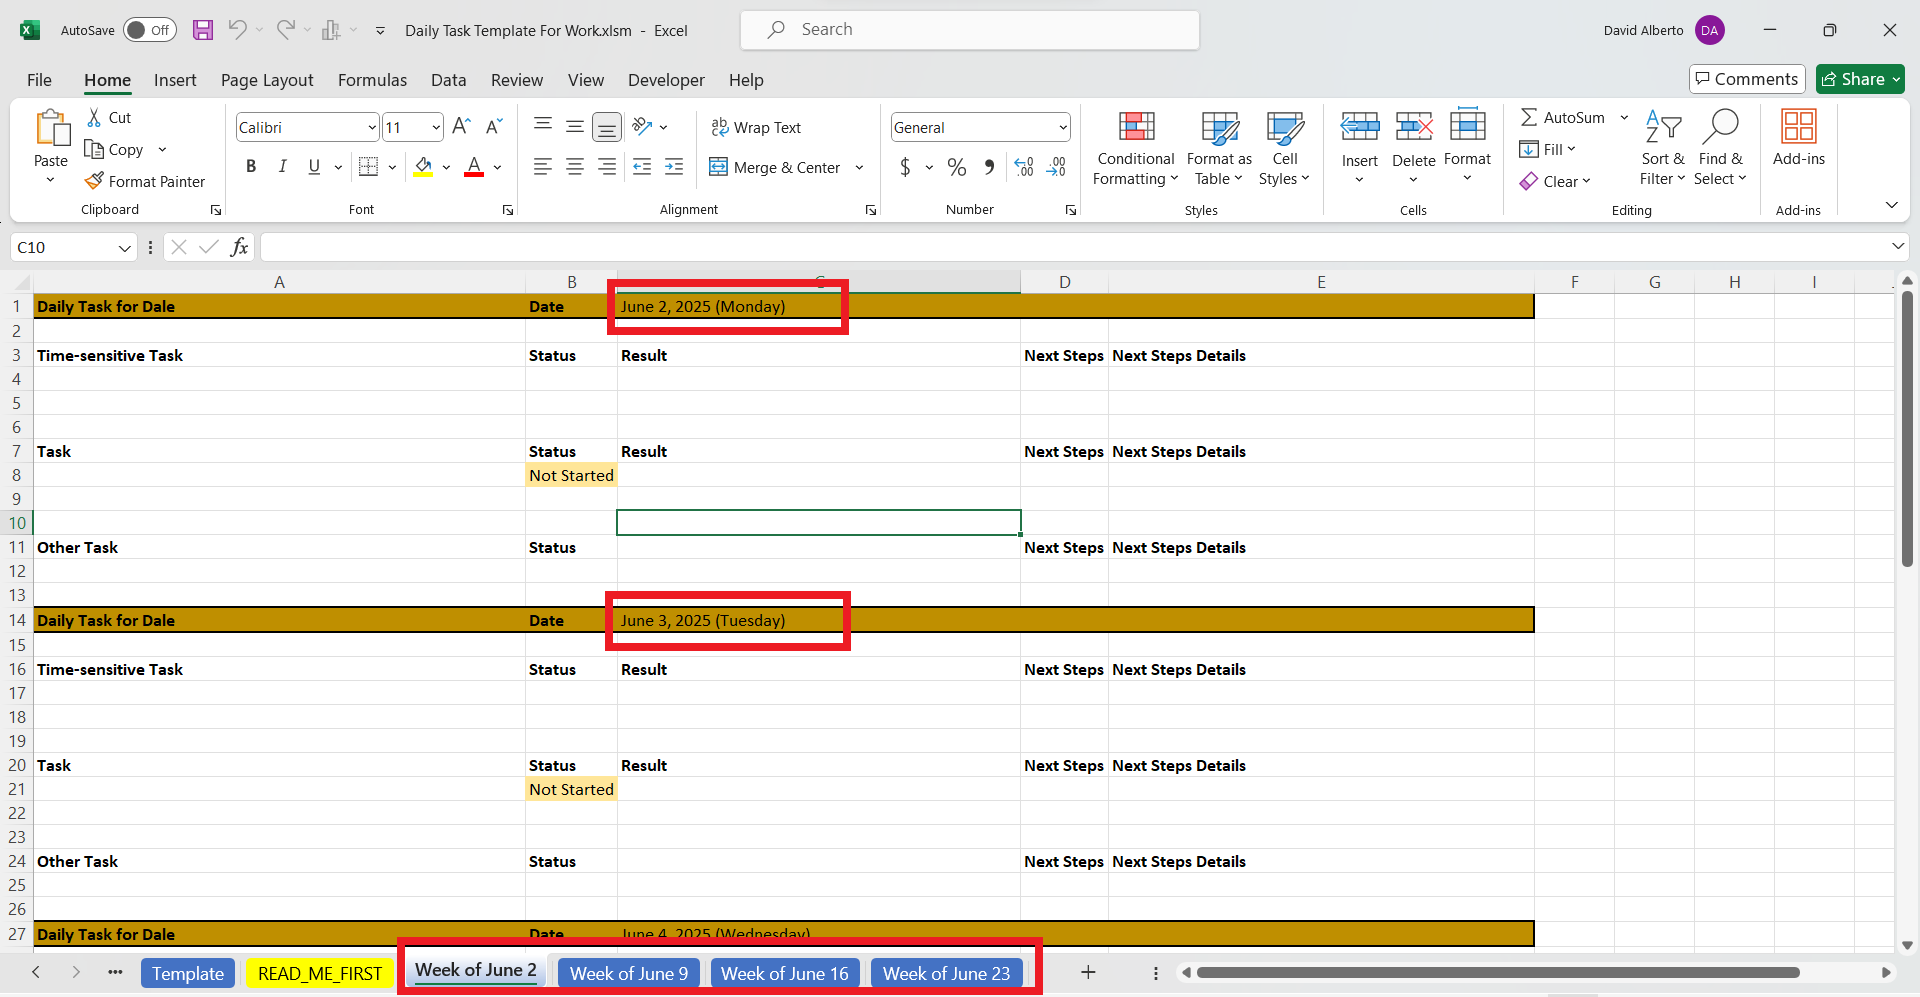 AutoSave Off Daily Task Template For Work.xlsm - Excel Search David Alberto DA
File Home Insert Page Layout Formulas Data Review View Developer Help Comments Share
Paste Cut
Copy
Format Painter
Clipboard
Calibri 11
B I U A
Font
ab Wrap Text
Merge & Center
Alignment
General
$ % , .00 .00
Number
Conditional Formatting Format as Table Cell Styles
Styles
Insert Delete Format
Cells
AutoSum
Fill
Clear
Sort & Filter Find & Select
Editing
Add-ins
Add-ins
C10 fx
A B C D E F G H I
1 Daily Task for Dale Date June 2, 2025 (Monday)
2
3 Time-sensitive Task Status Result Next Steps Next Steps Details
4
5
6
7 Task Status Result Next Steps Next Steps Details
8 Not Started
9
10
11 Other Task Status Next Steps Next Steps Details
12
13
14 Daily Task for Dale Date June 3, 2025 (Tuesday)
15
16 Time-sensitive Task Status Result Next Steps Next Steps Details
17
18
19
20 Task Status Result Next Steps Next Steps Details
21 Not Started
22
23
24 Other Task Status Next Steps Next Steps Details
25
26
27 Daily Task for Dale Date June 4, 2025 (Wednesday)
Template READ_ME_FIRST Week of June 2 Week of June 9 Week of June 16 Week of June 23